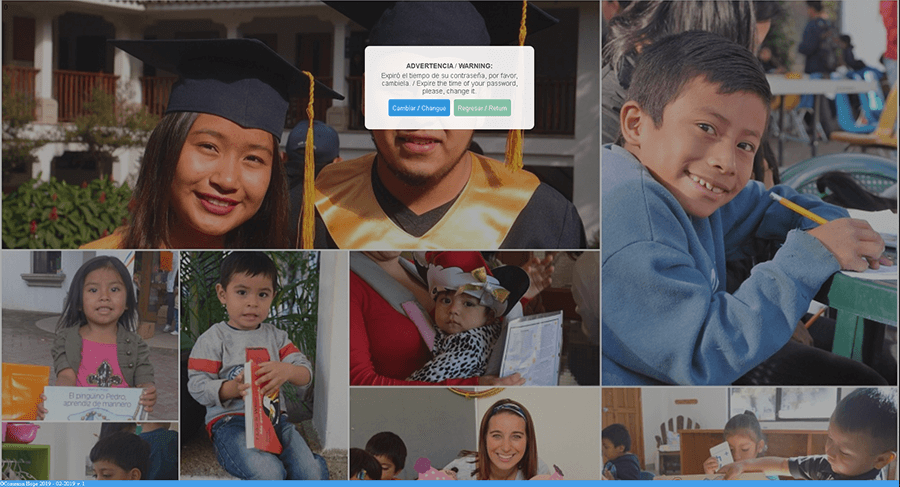 ADVERTENCIA / WARNING:
Expiró el tiempo de su contraseña, por favor,
cambiela. / Expire the time of your password,
please, change it.
Cambiar / Change
Regresar / Return
El pingüino Pedro,
aprendiz de marinero
©Common Hope 2019 - 02-2019 v. 1